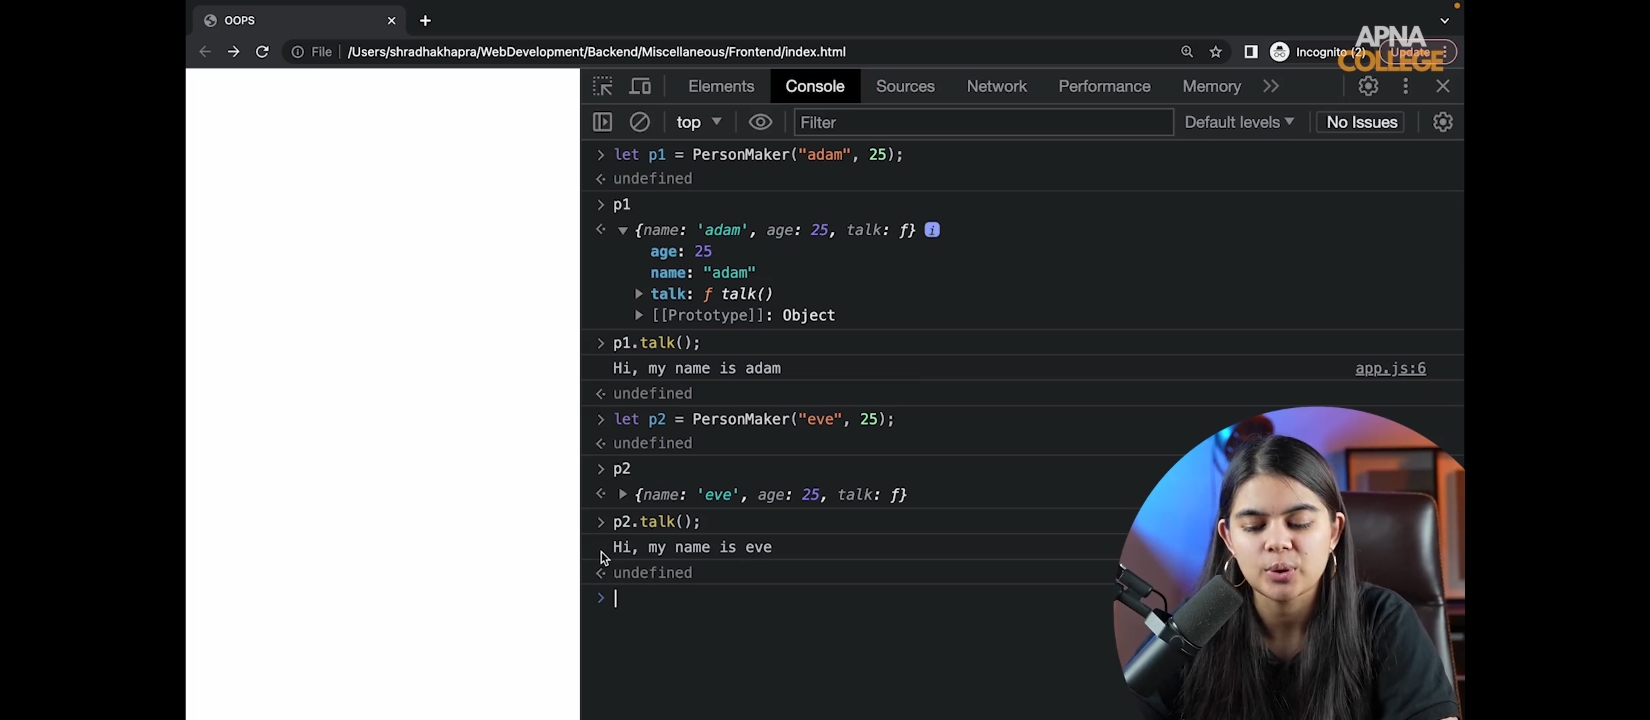 OOPS
File /Users/shradhakhapra/WebDevelopment/Backend/Miscellaneous/Frontend/index.html
Incognito (2)
Update
APNA
COLLEGE
Elements Console Sources Network Performance Memory
top Filter Default levels No Issues
> let p1 = PersonMaker("adam", 25);
undefined
> p1
{name: 'adam', age: 25, talk: ƒ} i
age: 25
name: "adam"
talk: ƒ talk()
[[Prototype]]: Object
> p1.talk();
Hi, my name is adam app.js:6
undefined
> let p2 = PersonMaker("eve", 25);
undefined
> p2
{name: 'eve', age: 25, talk: ƒ}
> p2.talk();
Hi, my name is eve
undefined
>